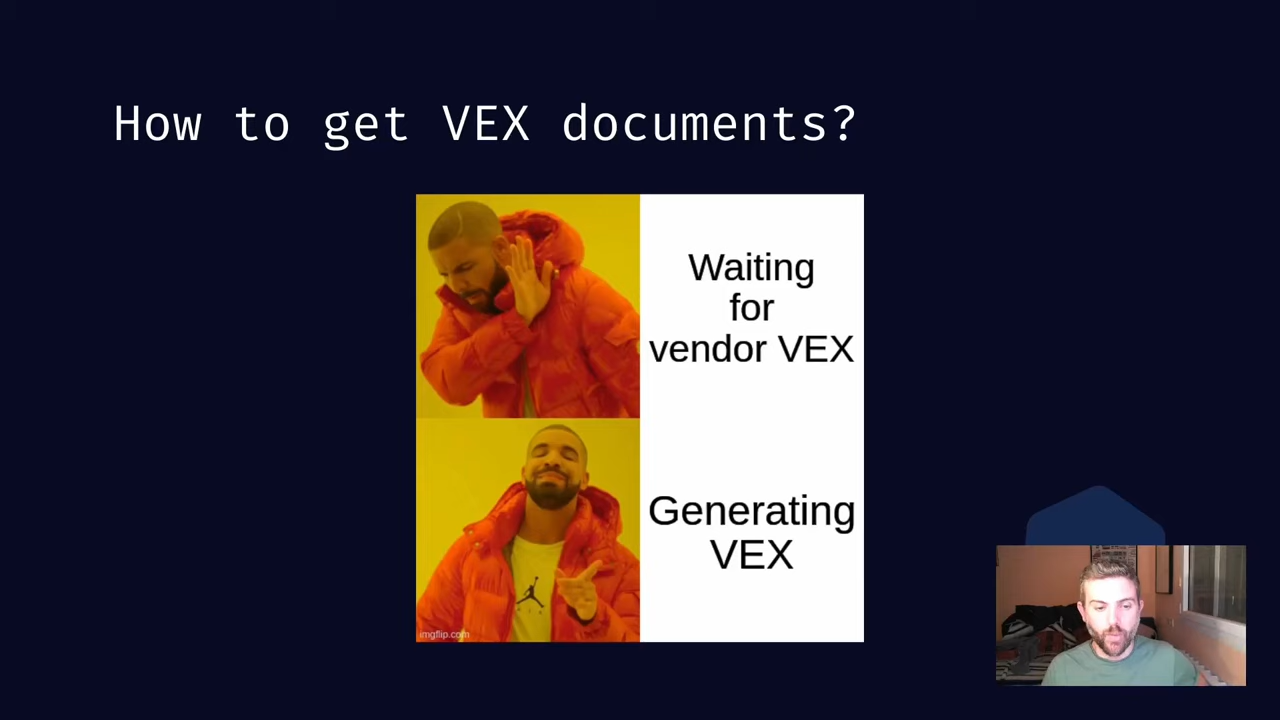 How to get VEX documents?
Waiting
for
vendor VEX
Generating
VEX
imgflip.com